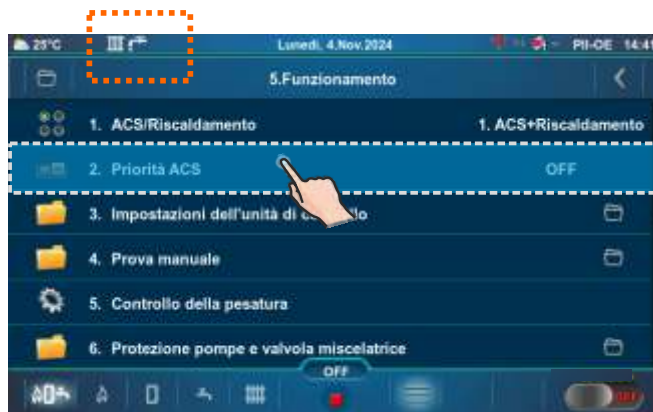 25°C Lunedì, 4.Nov.2024 PII-OE 14:41
5.Funzionamento
1. ACS/Riscaldamento 1. ACS+Riscaldamento
2. Priorità ACS OFF
3. Impostazioni dell'unità di
4. Prova manuale
5. Controllo della pesatura
6. Protezione pompe e valvola miscelatrice
OFF
OFF